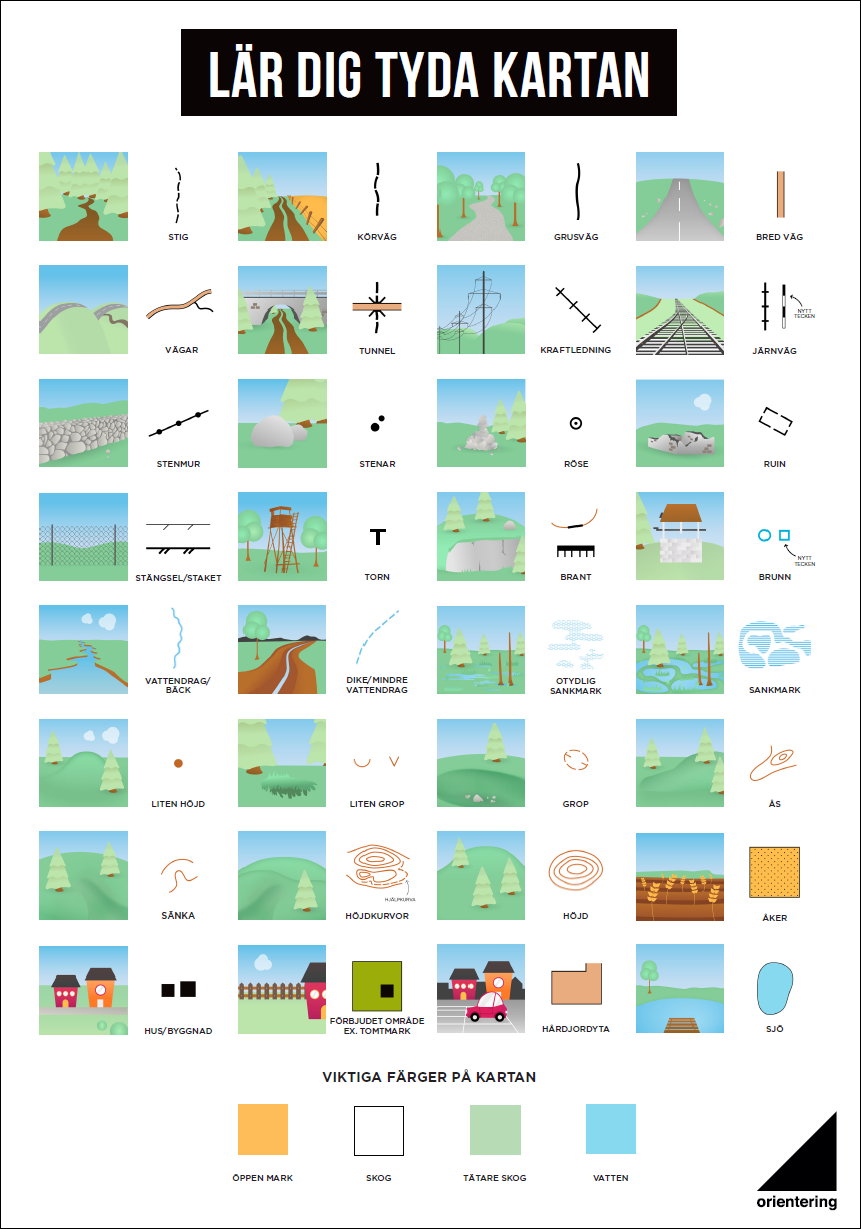 LÄR DIG TYDA KARTAN
STIG
KÖRVÄG
GRUSVÄG
BRED VÄG
VÄGAR
TUNNEL
KRAFTLEDNING
NYTT
TECKEN
JÄRNVÄG
STENMUR
STENAR
RÖSE
RUIN
STÄNGSEL/STAKET
TORN
BRANT
NYTT
TECKEN
BRUNN
VATTENDRAG/
BÄCK
DIKE/MINDRE
VATTENDRAG
OTYDLIG
SANKMARK
SANKMARK
LITEN HÖJD
LITEN GROP
GROP
ÅS
SÄNKA
HJÄLPKURVA
HÖJDKURVOR
HÖJD
ÅKER
HUS/BYGGNAD
FÖRBJUDET OMRÅDE
EX. TOMTMARK
HÅRDJORDYTA
SJÖ
VIKTIGA FÄRGER PÅ KARTAN
ÖPPEN MARK
SKOG
TÄTARE SKOG
VATTEN
orientering